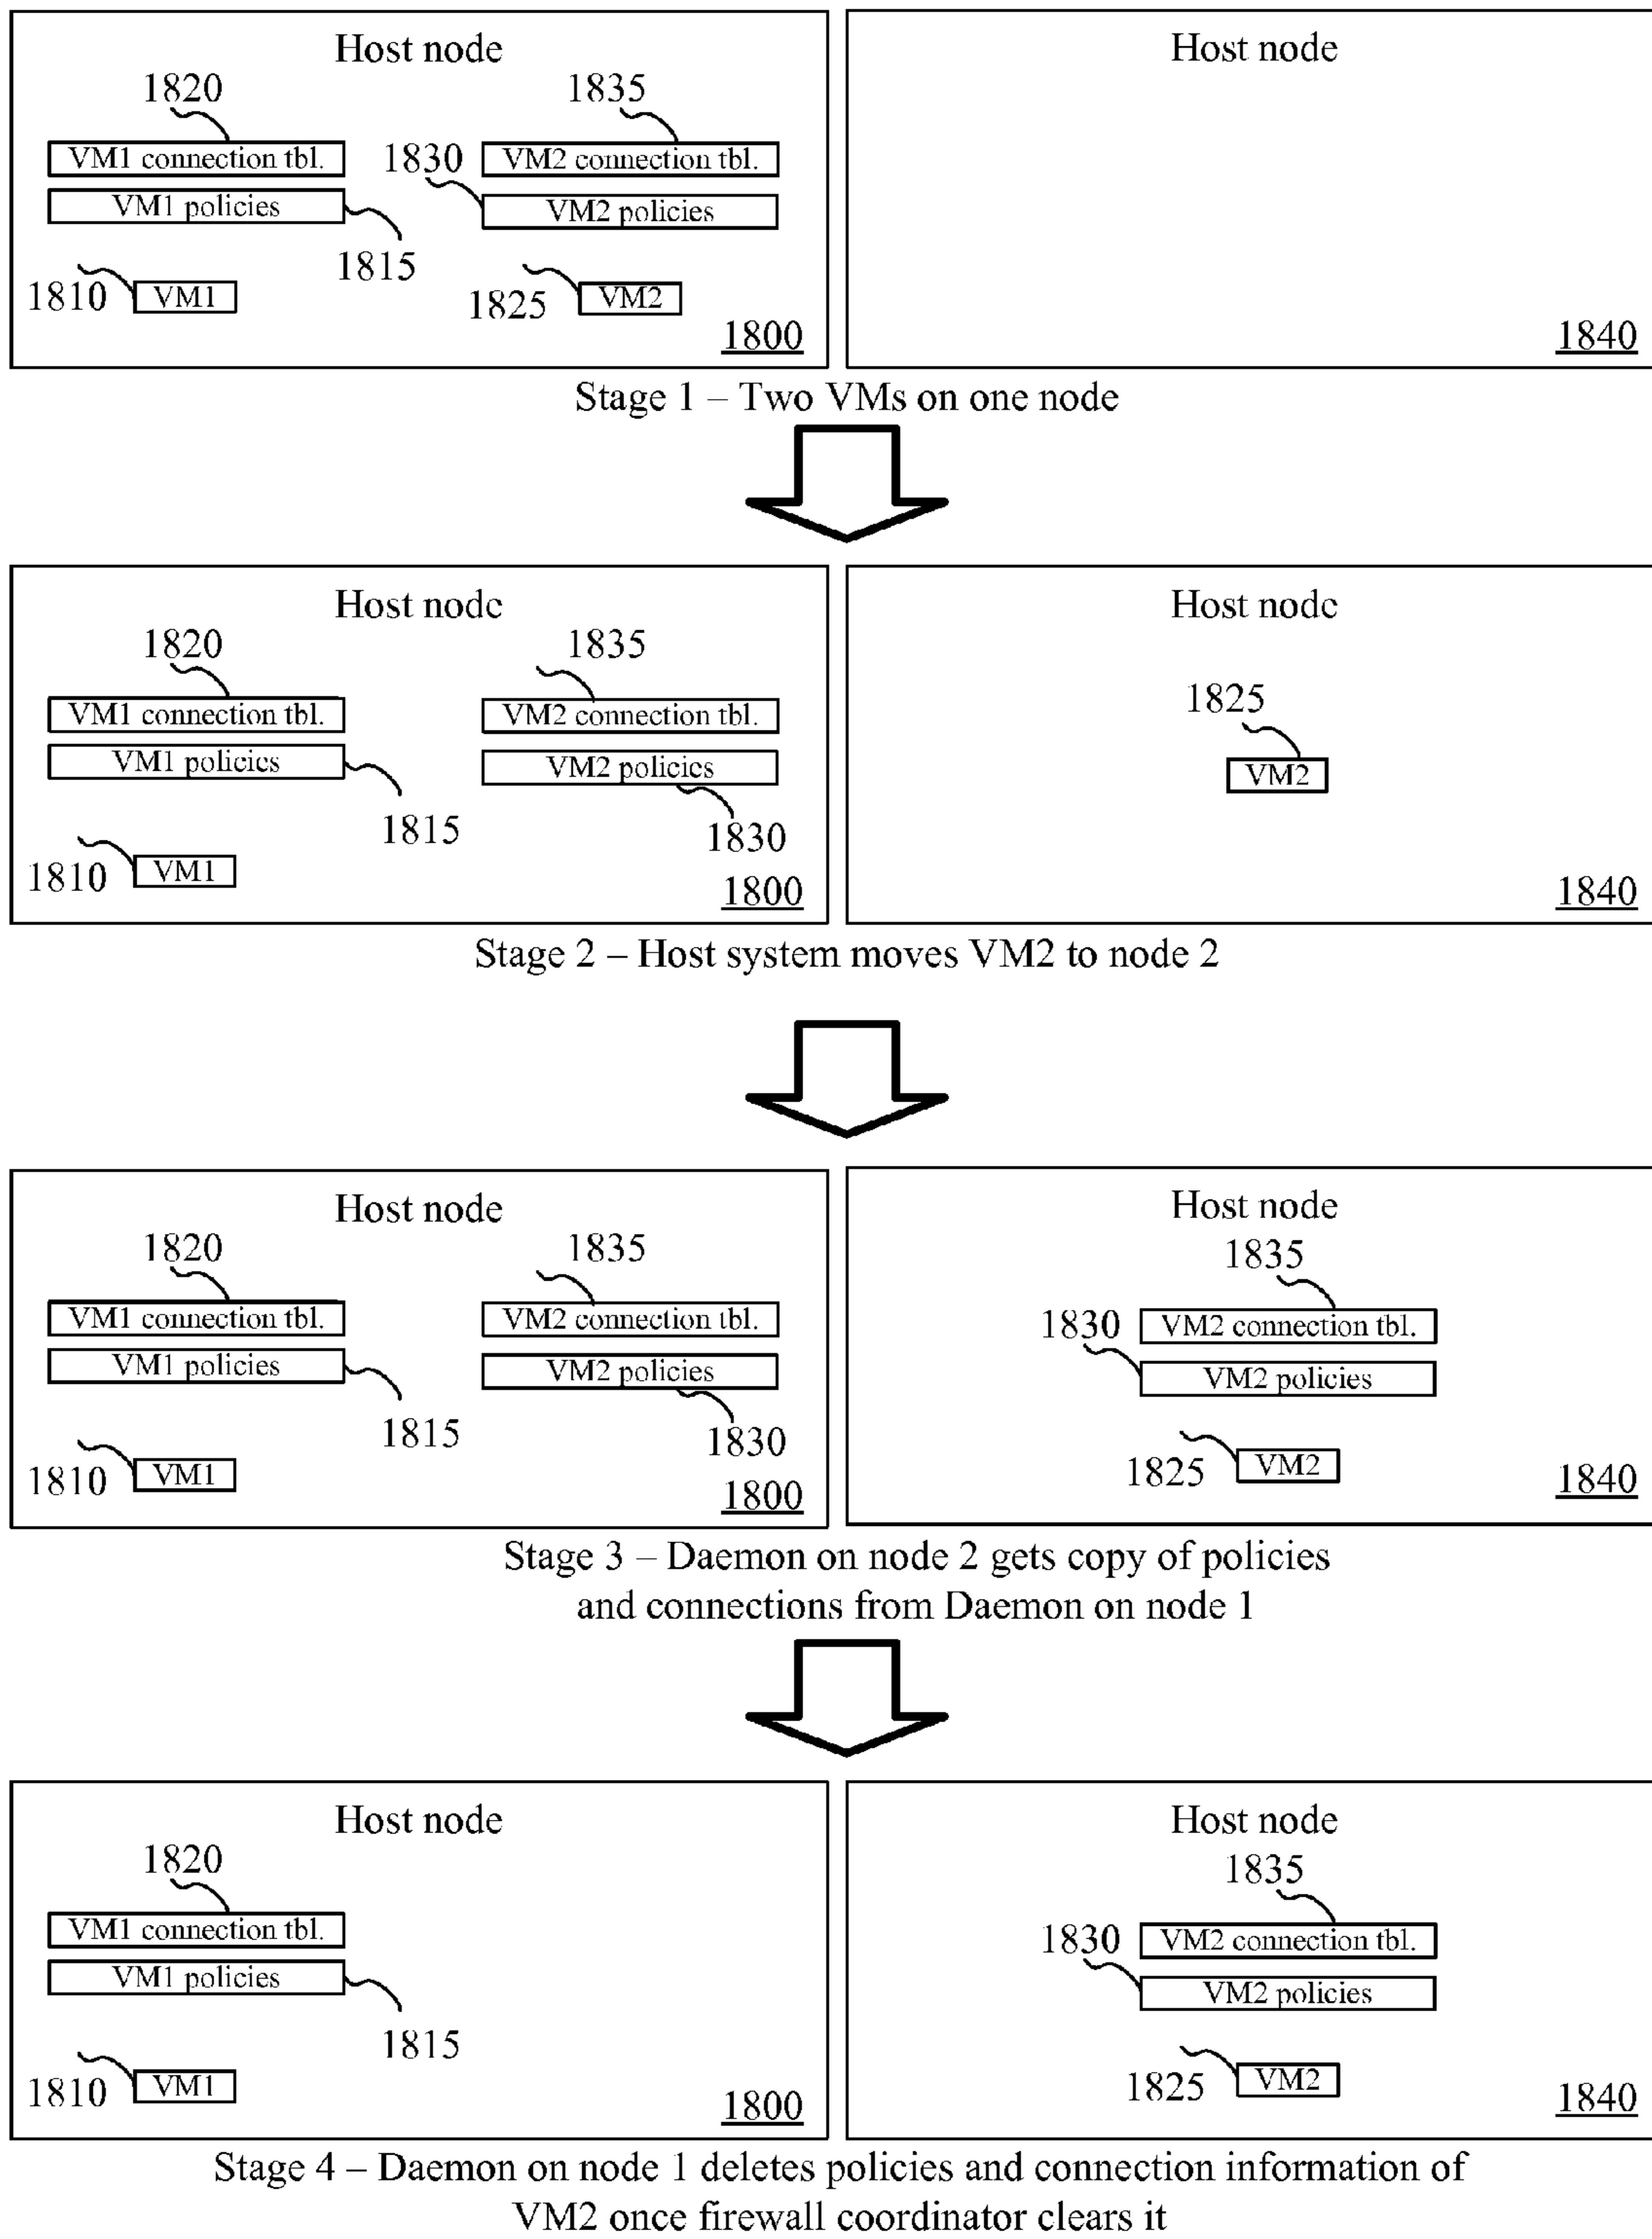 Host node
1820
1835
VM1 connection tbl.
1830
VM2 connection tbl.
VM1 policies
VM2 policies
1815
1810
VM1
1825
VM2
1800
Host node
1840
Stage 1 – Two VMs on one node
Host node
1820
1835
VM1 connection tbl.
VM2 connection tbl.
VM1 policies
VM2 policies
1815
1830
1810
VM1
1800
Host node
1825
VM2
1840
Stage 2 – Host system moves VM2 to node 2
Host node
1820
1835
VM1 connection tbl.
VM2 connection tbl.
VM1 policies
VM2 policies
1815
1830
1810
VM1
1800
Host node
1835
1830
VM2 connection tbl.
VM2 policies
1825
VM2
1840
Stage 3 – Daemon on node 2 gets copy of policies
and connections from Daemon on node 1
Host node
1820
VM1 connection tbl.
VM1 policies
1815
1810
VM1
1800
Host node
1835
1830
VM2 connection tbl.
VM2 policies
1825
VM2
1840
Stage 4 – Daemon on node 1 deletes policies and connection information of
VM2 once firewall coordinator clears it